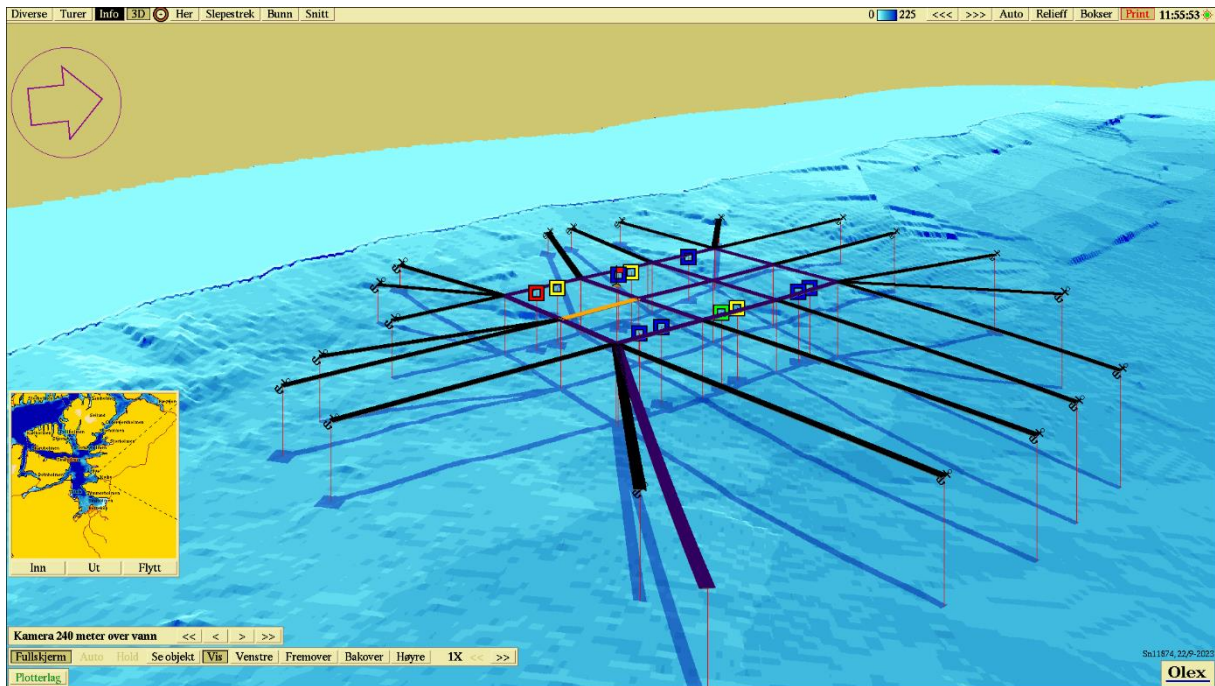 Diverse Turer Info 3D Her Slepestrek Bunn Snitt
0 225 <<< >>> Auto Relieff Bokser Print 11:55:53
Inn Ut Flytt
Kamera 240 meter over vann << < > >>
Fullskjerm Auto Hold Se objekt Vis Venstre Fremover Bakover Høyre 1X << >>
Plotterlag
Sn11874, 22/9-2023
Olex